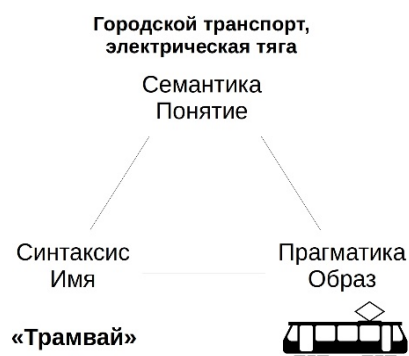 Городской транспорт,
электрическая тяга
Семантика
Понятие
Синтаксис
Имя
Прагматика
Образ
«Трамвай»